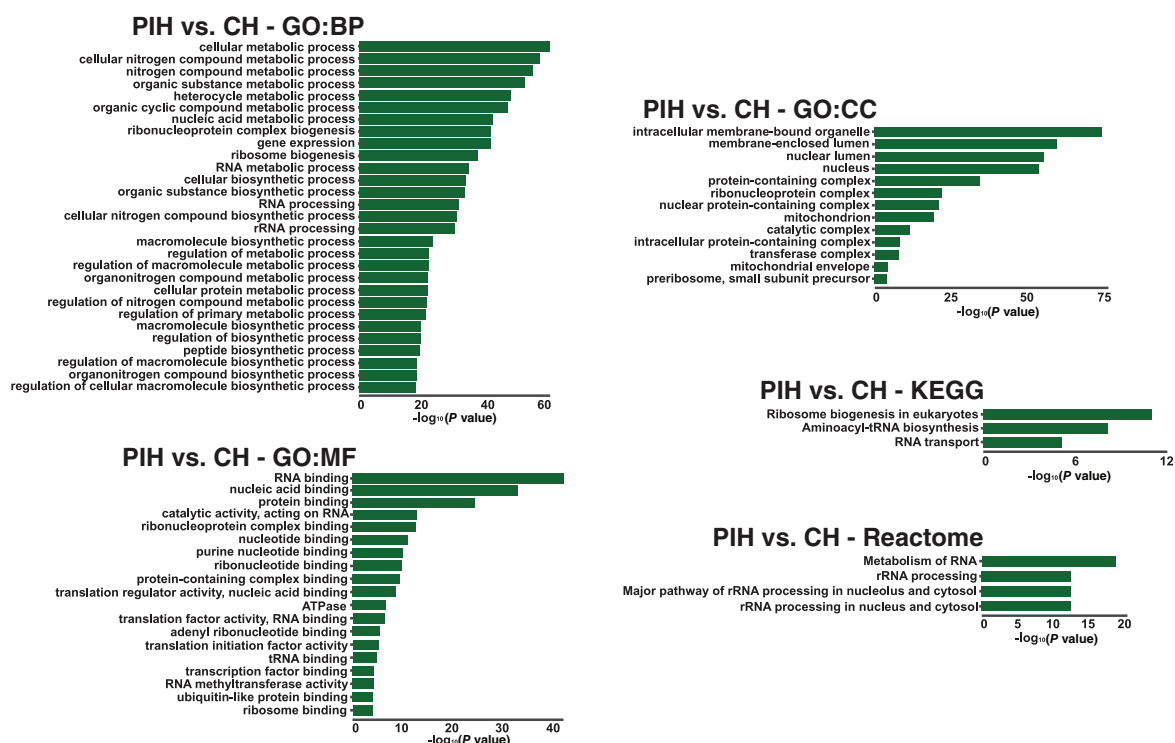 PIH vs. CH - GO:BP
cellular metabolic process
cellular nitrogen compound metabolic process
nitrogen compound metabolic process
organic substance metabolic process
heterocycle metabolic process
organic cyclic compound metabolic process
nucleic acid metabolic process
ribonucleoprotein complex biogenesis
gene expression
ribosome biogenesis
RNA metabolic process
cellular biosynthetic process
organic substance biosynthetic process
RNA processing
cellular nitrogen compound biosynthetic process
rRNA processing
macromolecule biosynthetic process
regulation of metabolic process
regulation of macromolecule metabolic process
organonitrogen compound metabolic process
cellular protein metabolic process
regulation of nitrogen compound metabolic process
regulation of primary metabolic process
macromolecule biosynthetic process
regulation of biosynthetic process
peptide biosynthetic process
regulation of macromolecule biosynthetic process
organonitrogen compound biosynthetic process
regulation of cellular macromolecule biosynthetic process
0 20 40 60
-log₁₀(P value)
PIH vs. CH - GO:MF
RNA binding
nucleic acid binding
protein binding
catalytic activity, acting on RNA
ribonucleoprotein complex binding
nucleotide binding
purine nucleotide binding
ribonucleotide binding
protein-containing complex binding
translation regulator activity, nucleic acid binding
ATPase
translation factor activity, RNA binding
adenyl ribonucleotide binding
translation initiation factor activity
tRNA binding
transcription factor binding
RNA methyltransferase activity
ubiquitin-like protein binding
ribosome binding
0 10 20 30 40
-log₁₀(P value)
PIH vs. CH - GO:CC
intracellular membrane-bound organelle
membrane-enclosed lumen
nuclear lumen
nucleus
protein-containing complex
ribonucleoprotein complex
nuclear protein-containing complex
mitochondrion
catalytic complex
intracellular protein-containing complex
transferase complex
mitochondrial envelope
preribosome, small subunit precursor
0 25 50 75
-log₁₀(P value)
PIH vs. CH - KEGG
Ribosome biogenesis in eukaryotes
Aminoacyl-tRNA biosynthesis
RNA transport
0 6 12
-log₁₀(P value)
PIH vs. CH - Reactome
Metabolism of RNA
rRNA processing
Major pathway of rRNA processing in nucleolus and cytosol
rRNA processing in nucleus and cytosol
0 5 10 15 20
-log₁₀(P value)